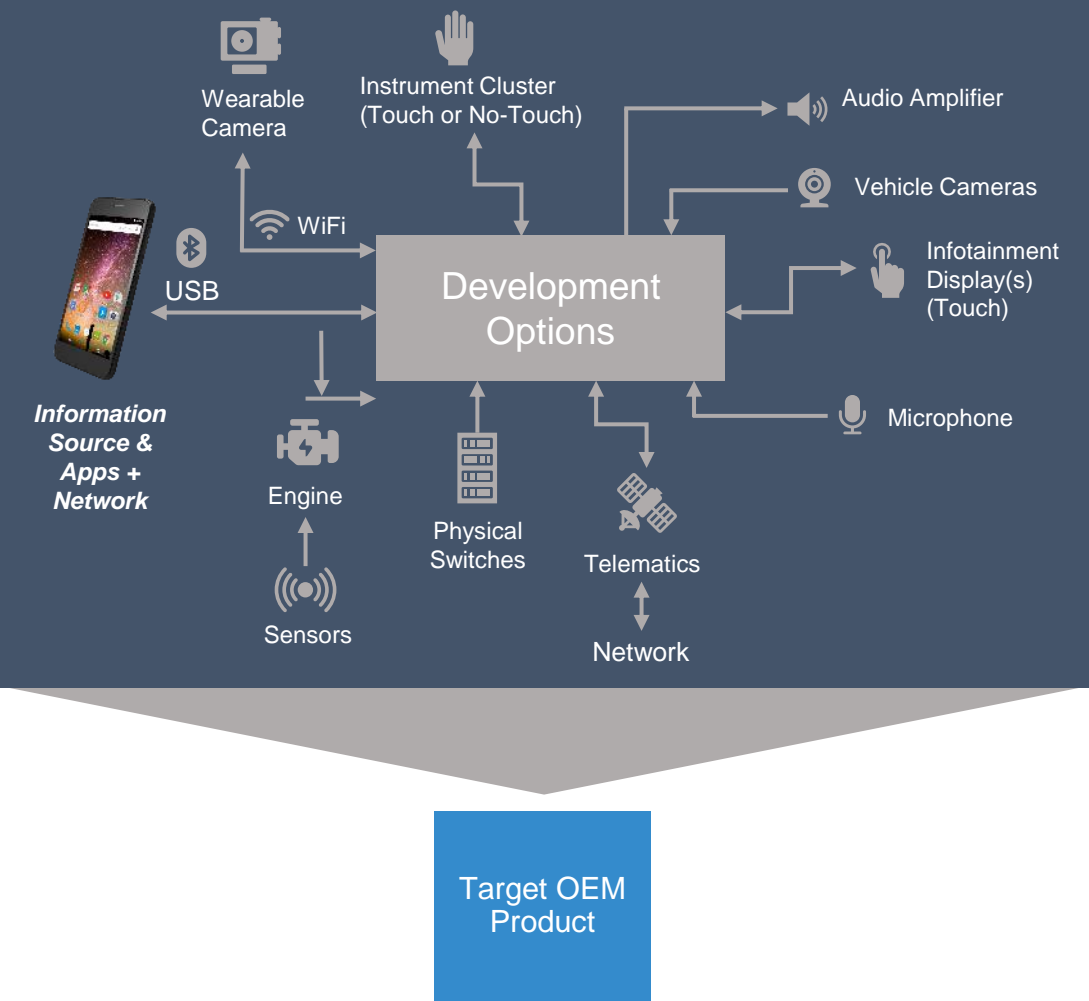 Wearable
Camera
Instrument Cluster
(Touch or No-Touch)
Audio Amplifier
Vehicle Cameras
WiFi
USB
Development
Options
Infotainment
Display(s)
(Touch)
Information
Source &
Apps +
Network
Microphone
Engine
Physical
Switches
Telematics
Sensors
Network
Target OEM
Product